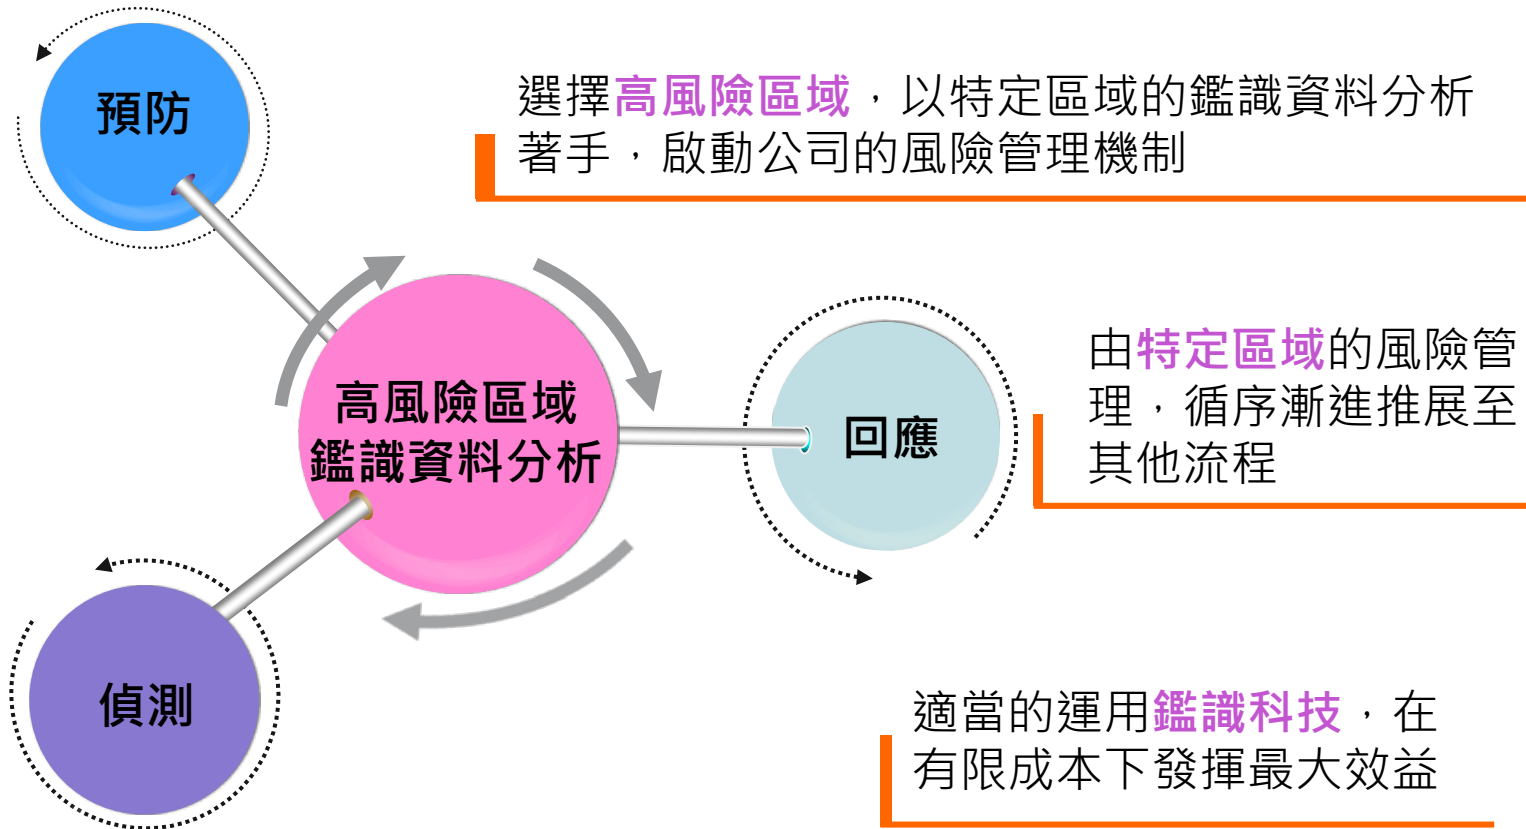 預防
選擇高風險區域，以特定區域的鑑識資料分析
著手，啟動公司的風險管理機制
高風險區域
鑑識資料分析
回應
由特定區域的風險管
理，循序漸進推展至
其他流程
偵測
適當的運用鑑識科技，在
有限成本下發揮最大效益